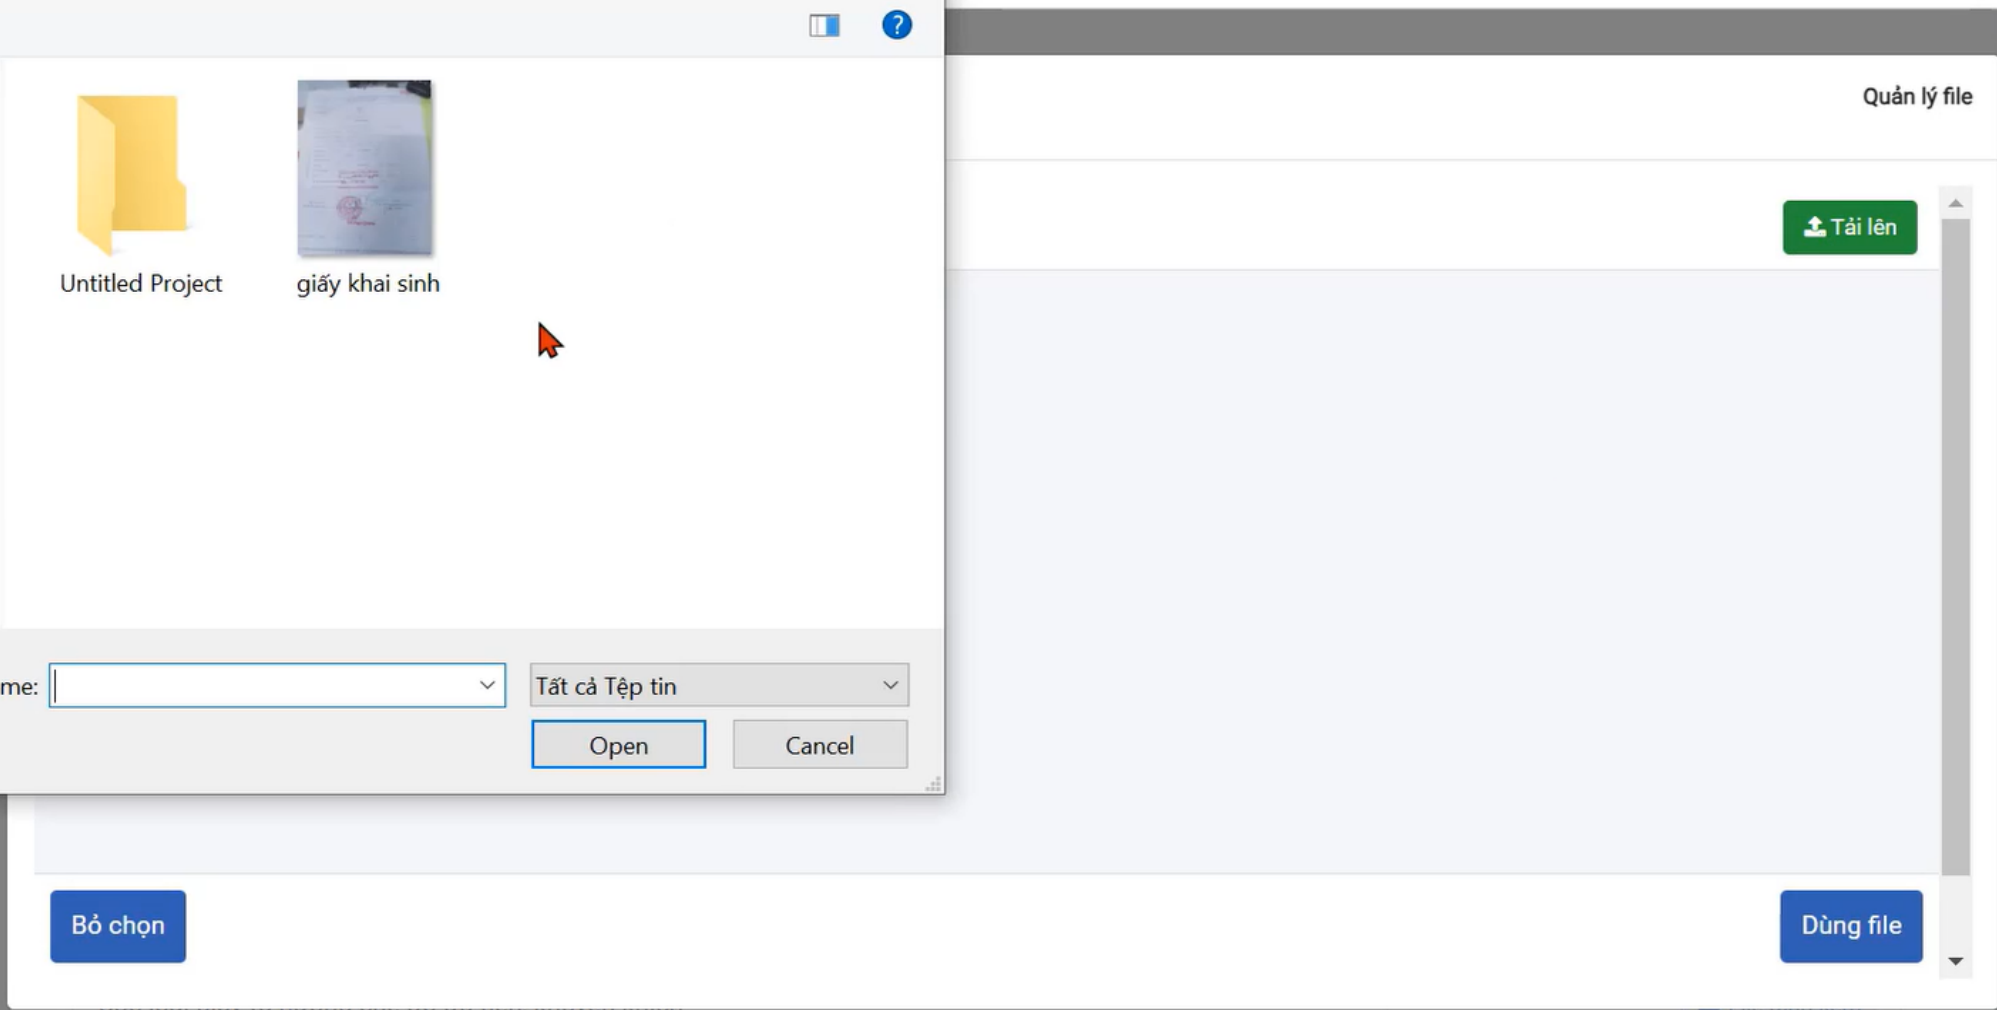 ?
Quản lý file
Tải lên
Untitled Project
giấy khai sinh
me:
Tất cả Tệp tin
Open
Cancel
Bỏ chọn
Dùng file